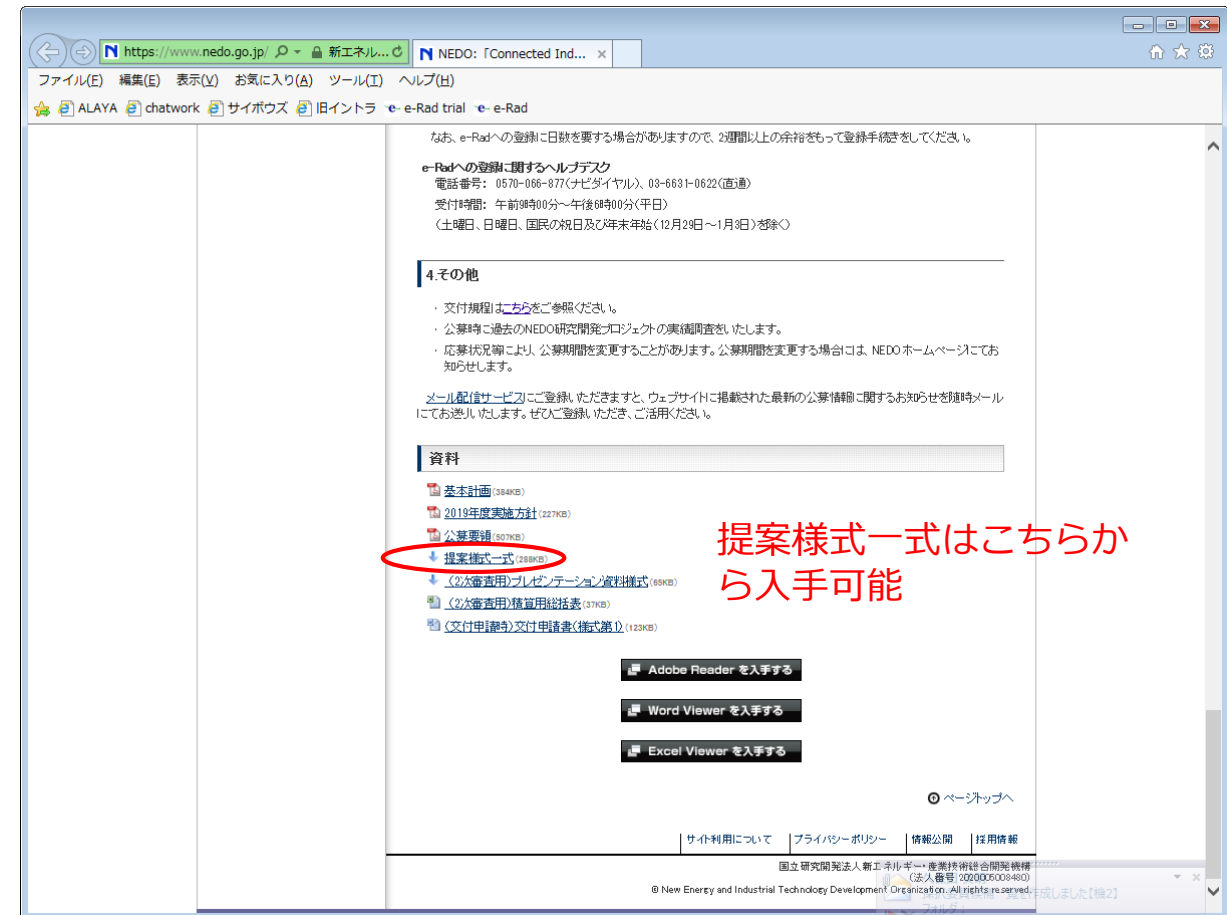 https://www.nedo.go.jp/
新エネル...
NEDO:「Connected Ind...
ファイル(F) 編集(E) 表示(V) お気に入り(A) ツール(T) ヘルプ(H)
ALAYA chatwork サイボウズ 旧イントラ e-Rad trial e-Rad
なお、e-Radへの登録に日数を要する場合がありますので、2週間以上の余裕をもって登録手続きをしてください。
e-Radへの登録に関するヘルプデスク
電話番号: 0570-066-877(ナビダイヤル)、03-6631-0622(直通)
受付時間: 午前9時00分～午後6時00分(平日)
(土曜日、日曜日、国民の祝日及び年末年始(12月29日～1月3日)を除く)
4.その他
・ 交付規程はこちらをご参照ください。
・ 公募時に過去のNEDO研究開発プロジェクトの実績調査をいたします。
・ 応募状況等により、公募期間を変更することがあります。公募期間を変更する場合には、NEDOホームページにてお
知らせします。
メール配信サービスにご登録いただきますと、ウェブサイトに掲載された最新の公募情報に関するお知らせを随時メール
にてお送りいたします。ぜひご登録いただき、ご活用ください。
資料
基本計画(384KB)
2019年度実施方針(227KB)
公募要領(507KB)
提案様式一式(288KB)
(2次審査用)プレゼンテーション資料様式(65KB)
(2次審査用)積算用総括表(37KB)
(交付申請時)交付申請書(様式第1)(123KB)
提案様式一式はこちらか
ら入手可能
Adobe Reader を入手する
Word Viewer を入手する
Excel Viewer を入手する
ページトップへ
サイト利用について プライバシーポリシー 情報公開 採用情報
国立研究開発法人新エネルギー・産業技術総合開発機構
(法人番号 2020005008480)
© New Energy and Industrial Technology Development Organization. All rights reserved.
成しました【機2】
フォルダ: